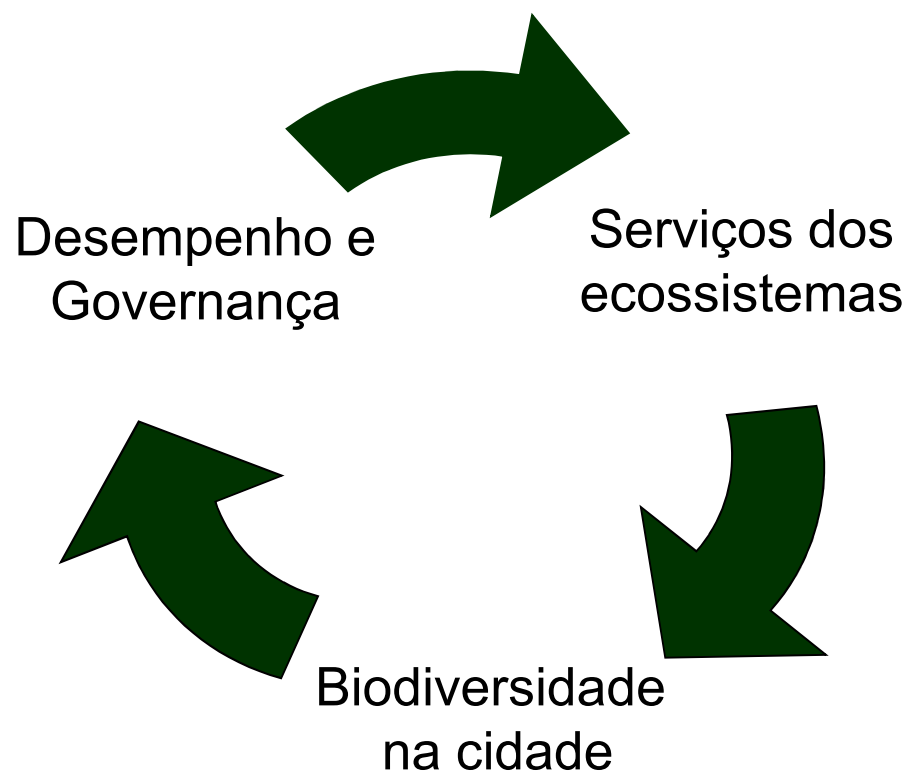 Desempenho e
Governança
Serviços dos
ecossistemas
Biodiversidade
na cidade